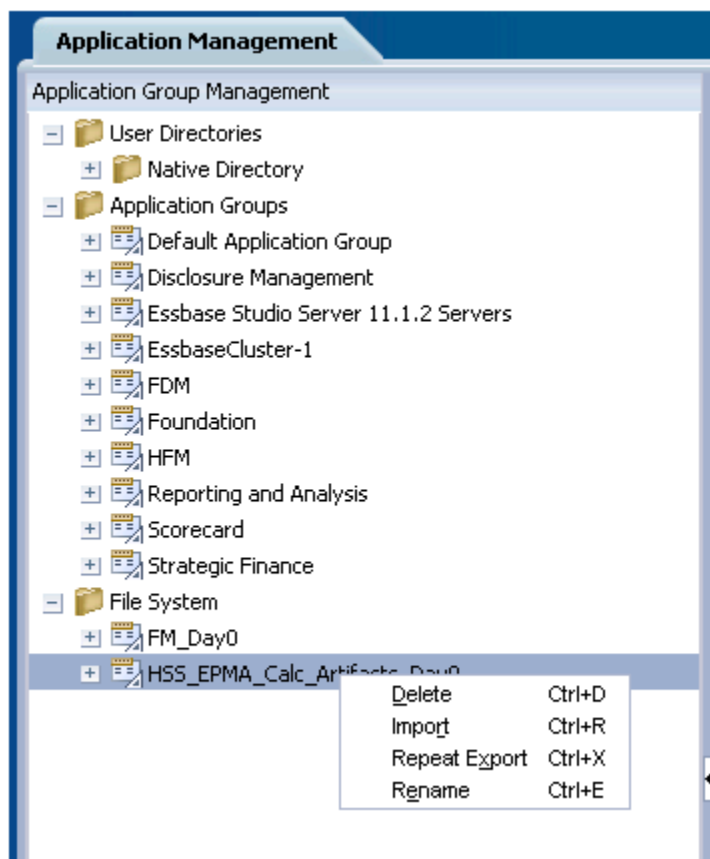 Application Management
Application Group Management
User Directories
Native Directory
Application Groups
Default Application Group
Disclosure Management
Essbase Studio Server 11.1.2 Servers
EssbaseCluster-1
FDM
Foundation
HFM
Reporting and Analysis
Scorecard
Strategic Finance
File System
FM_Day0
HSS_EPMA_Calc_Artifacts_Day0
Delete Ctrl+D
Import Ctrl+R
Repeat Export Ctrl+X
Rename Ctrl+E